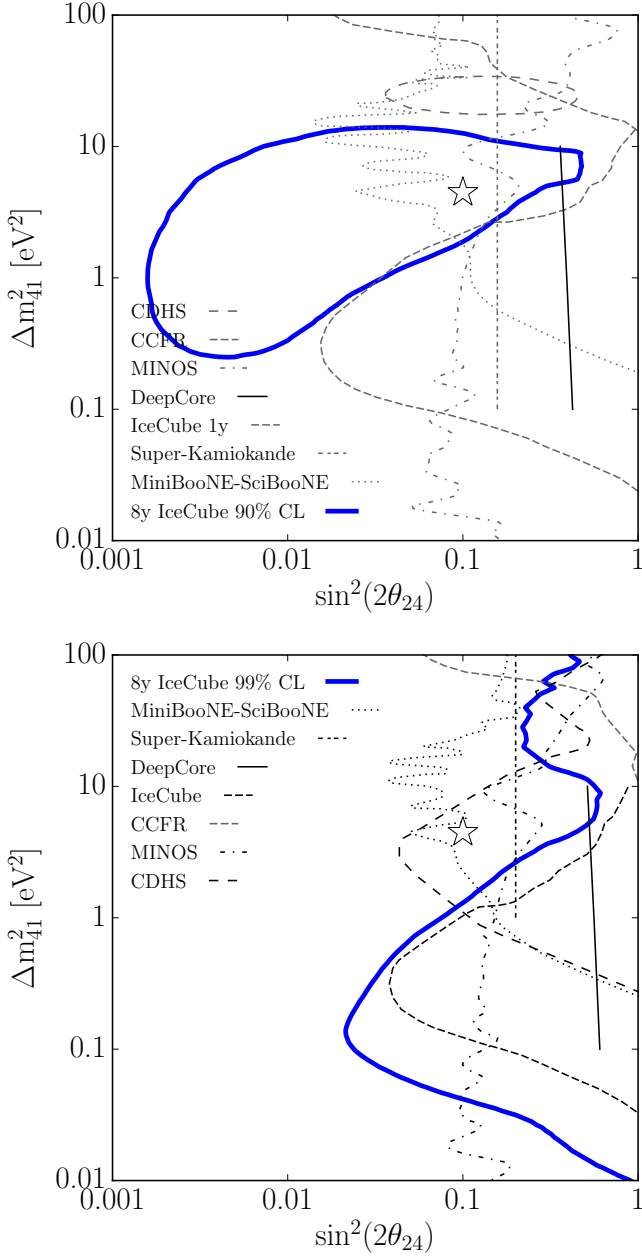 100
10
1
0.1
0.01
Δm²₄₁ [eV²]
CDHS
CCFR
MINOS
DeepCore
IceCube 1y
Super-Kamiokande
MiniBooNE-SciBooNE
8y IceCube 90% CL
0.001 0.01 0.1 1
sin²(2θ₂₄)
100
10
1
0.1
0.01
Δm²₄₁ [eV²]
8y IceCube 99% CL
MiniBooNE-SciBooNE
Super-Kamiokande
DeepCore
IceCube
CCFR
MINOS
CDHS
0.001 0.01 0.1 1
sin²(2θ₂₄)